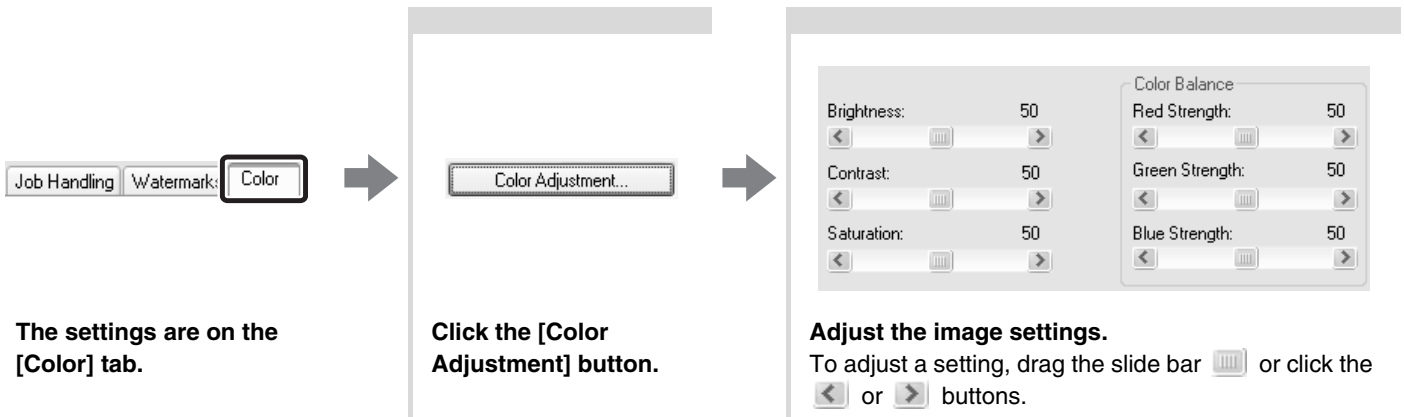 Job Handling
Watermarks
Color
The settings are on the
[Color] tab.
Color Adjustment...
Click the [Color
Adjustment] button.
Brightness: 50
Contrast: 50
Saturation: 50
Color Balance
Red Strength: 50
Green Strength: 50
Blue Strength: 50
Adjust the image settings.
To adjust a setting, drag the slide bar or click the
or buttons.